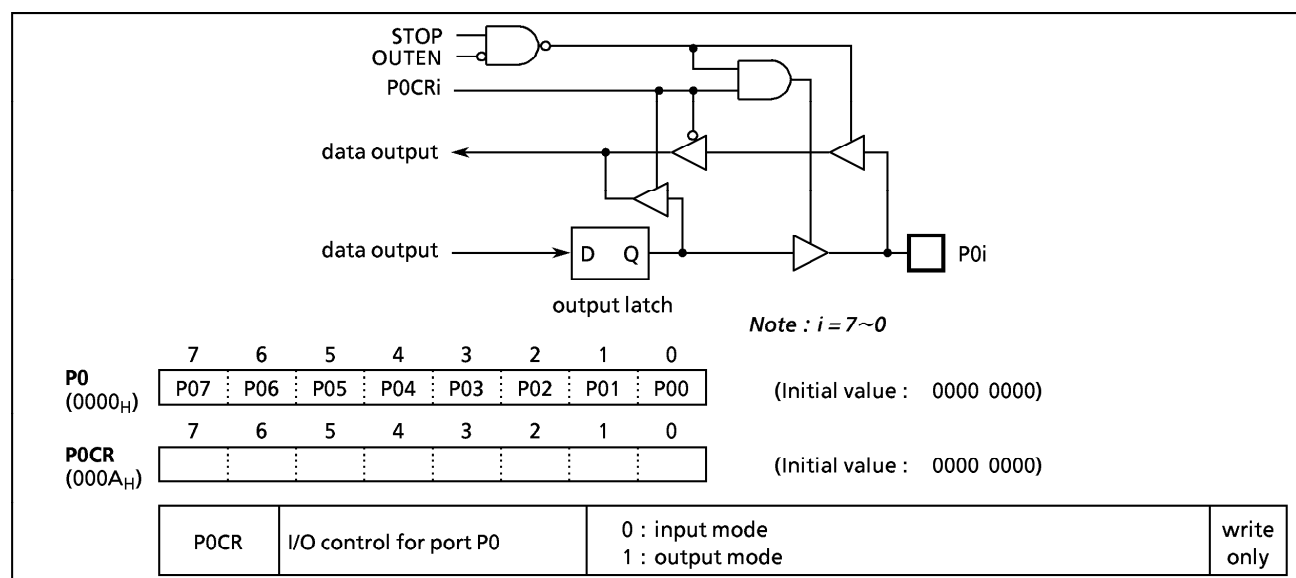 STOP
OUTEN
P0CRi
data output
data output
D Q
P0i
output latch
Note : i = 7~0
7 6 5 4 3 2 1 0
P0 P07 P06 P05 P04 P03 P02 P01 P00 (Initial value : 0000 0000)
(0000H)
7 6 5 4 3 2 1 0
P0CR (Initial value : 0000 0000)
(000AH)
P0CR I/O control for port P0 0 : input mode write
1 : output mode only